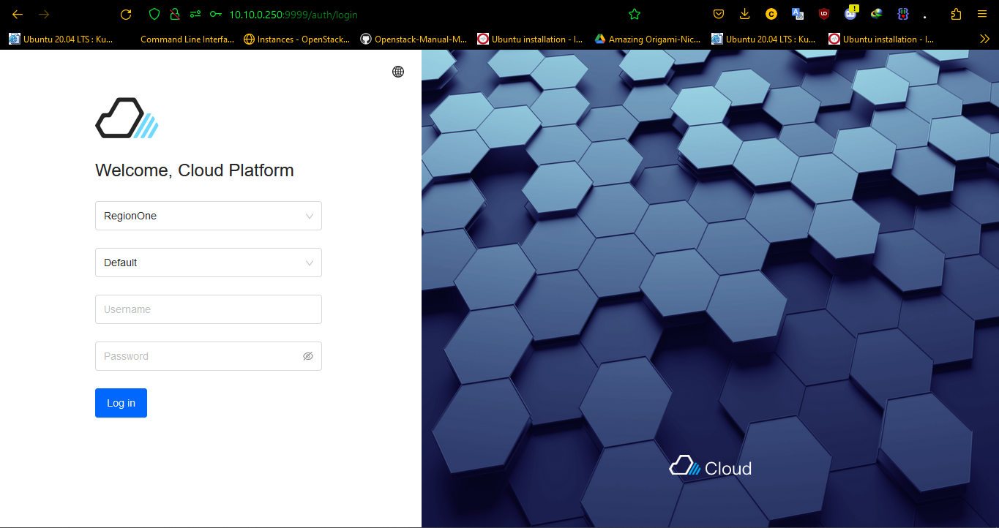 10.10.0.250:9999/auth/login
Ubuntu 20.04 LTS : Ku... Command Line Interfa... Instances - OpenStack... Openstack-Manual-M... Ubuntu installation - I... Amazing Origami-Nic... Ubuntu 20.04 LTS : Ku... Ubuntu installation - I...
Welcome, Cloud Platform
RegionOne
Default
Username
Password
Log in
Cloud